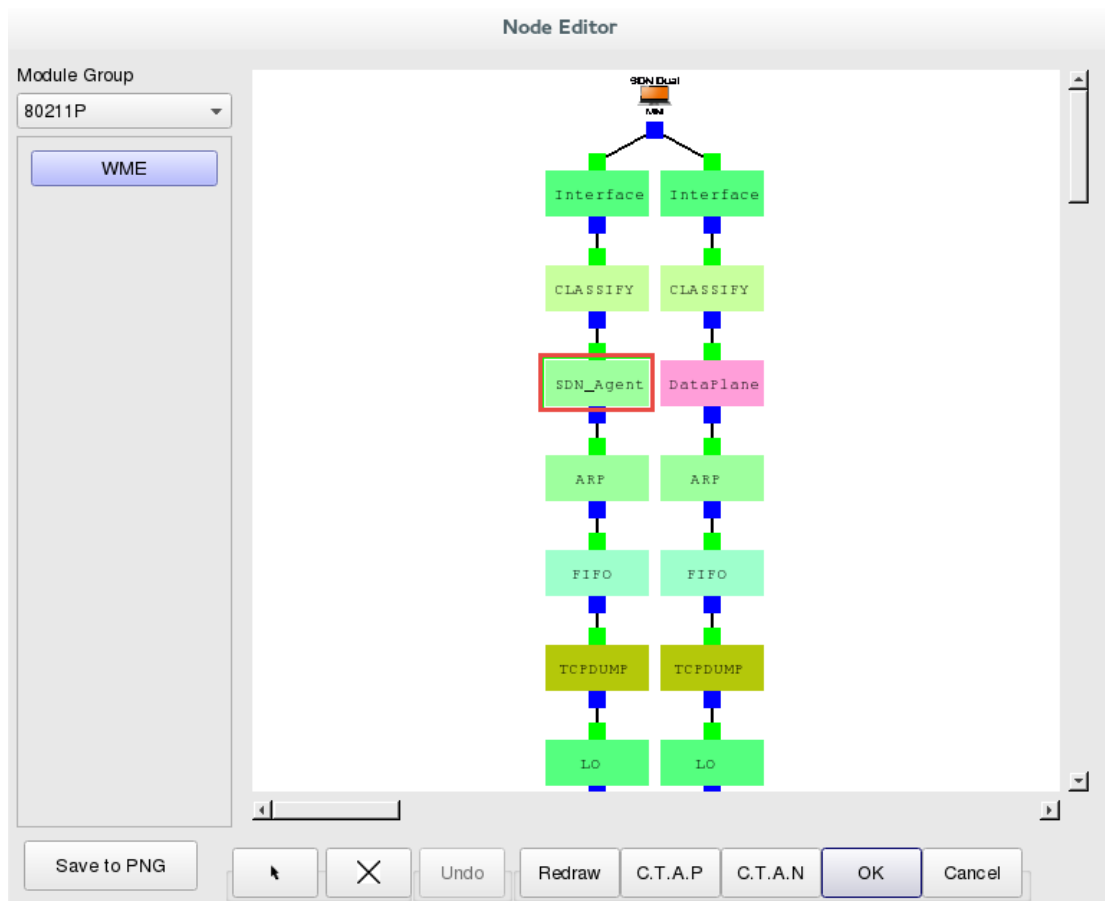 Node Editor
Module Group
80211P
WME
SDN Dual
Interface Interface
CLASSIFY CLASSIFY
SDN_Agent DataPlane
ARP ARP
FIFO FIFO
TCPDUMP TCPDUMP
LO LO
Save to PNG
Undo Redraw C.T.A.P C.T.A.N OK Cancel